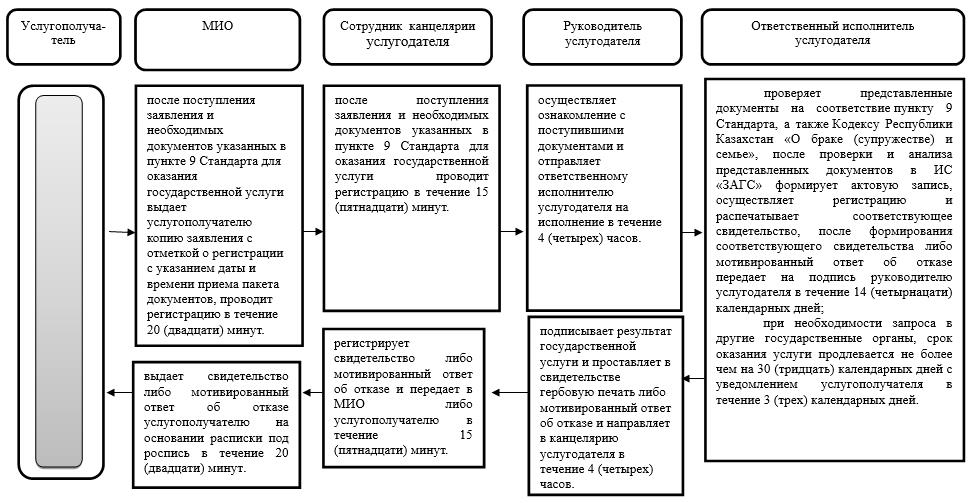 Услугополуча-
тель
МИО
Сотрудник канцелярии
услугодателя
Руководитель
услугодателя
Ответственный исполнитель
услугодателя
после поступления
заявления и
необходимых
документов указанных в
пункте 9 Стандарта для
оказания
государственной услуги
выдает
услугополучателю
копию заявления с
отметкой о регистрации
с указанием даты и
времени приема пакета
документов, проводит
регистрацию в течение
20 (двадцати) минут.
после поступления
заявления и необходимых
документов указанных в
пункте 9 Стандарта для
оказания государственной
услуги проводит
регистрацию в течение 15
(пятнадцати) минут.
осуществляет
ознакомление с
поступившими
документами и
отправляет
ответственному
исполнителю
услугодателя на
исполнение в течение
4 (четырех) часов.
проверяет представленные
документы на соответствие пункту 9
Стандарта, а также Кодексу Республики
Казахстан «О браке (супружестве) и
семье», после проверки и анализа
представленных документов в ИС
«ЗАГС» формирует актовую запись,
осуществляет регистрацию и
распечатывает соответствующее
свидетельство, после формирования
соответствующего свидетельства либо
мотивированный ответ об отказе
передает на подпись руководителю
услугодателя в течение 14 (четырнацати)
календарных дней;
при необходимости запроса в
другие государственные органы, срок
оказания услуги продлевается не более
чем на 30 (тридцать) календарных дней с
уведомлением услугополучателя в
течение 3 (трех) календарных дней.
подписывает результат
государственной
услуги и проставляет в
свидетельстве
гербовую печать либо
мотивированный ответ
об отказе и направляет
в канцелярию
услугодателя в
течение 4 (четырех)
часов.
регистрирует
свидетельство либо
мотивированный ответ
об отказе и передает в
МИО либо
услугополучателю в
течение 15
(пятнадцати) минут.
выдает свидетельство
либо мотивированный
ответ об отказе
услугополучателю на
основании расписки под
роспись в течение 20
(двадцати) минут.